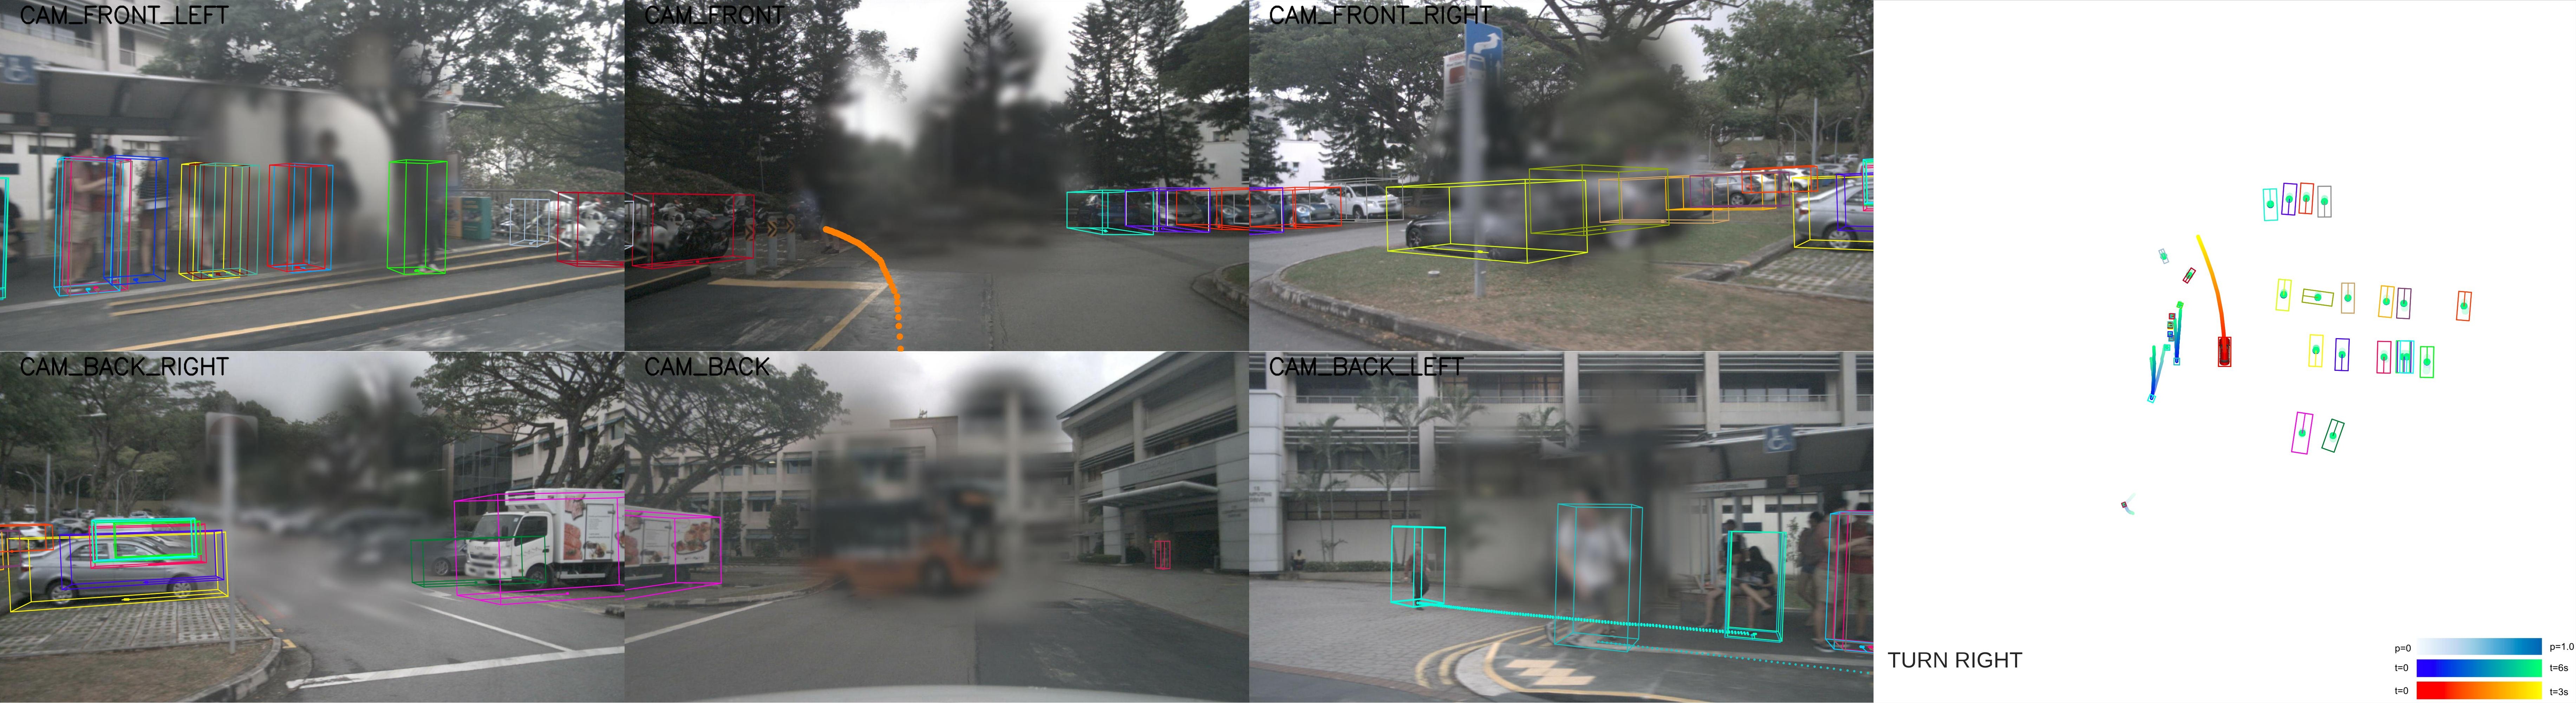 CAM_FRONT_LEFT
CAM_FRONT
CAM_FRONT_RIGHT
CAM_BACK_RIGHT
CAM_BACK
CAM_BACK_LEFT
TURN RIGHT
p=0
p=1.0
t=0
t=6s
t=0
t=3s